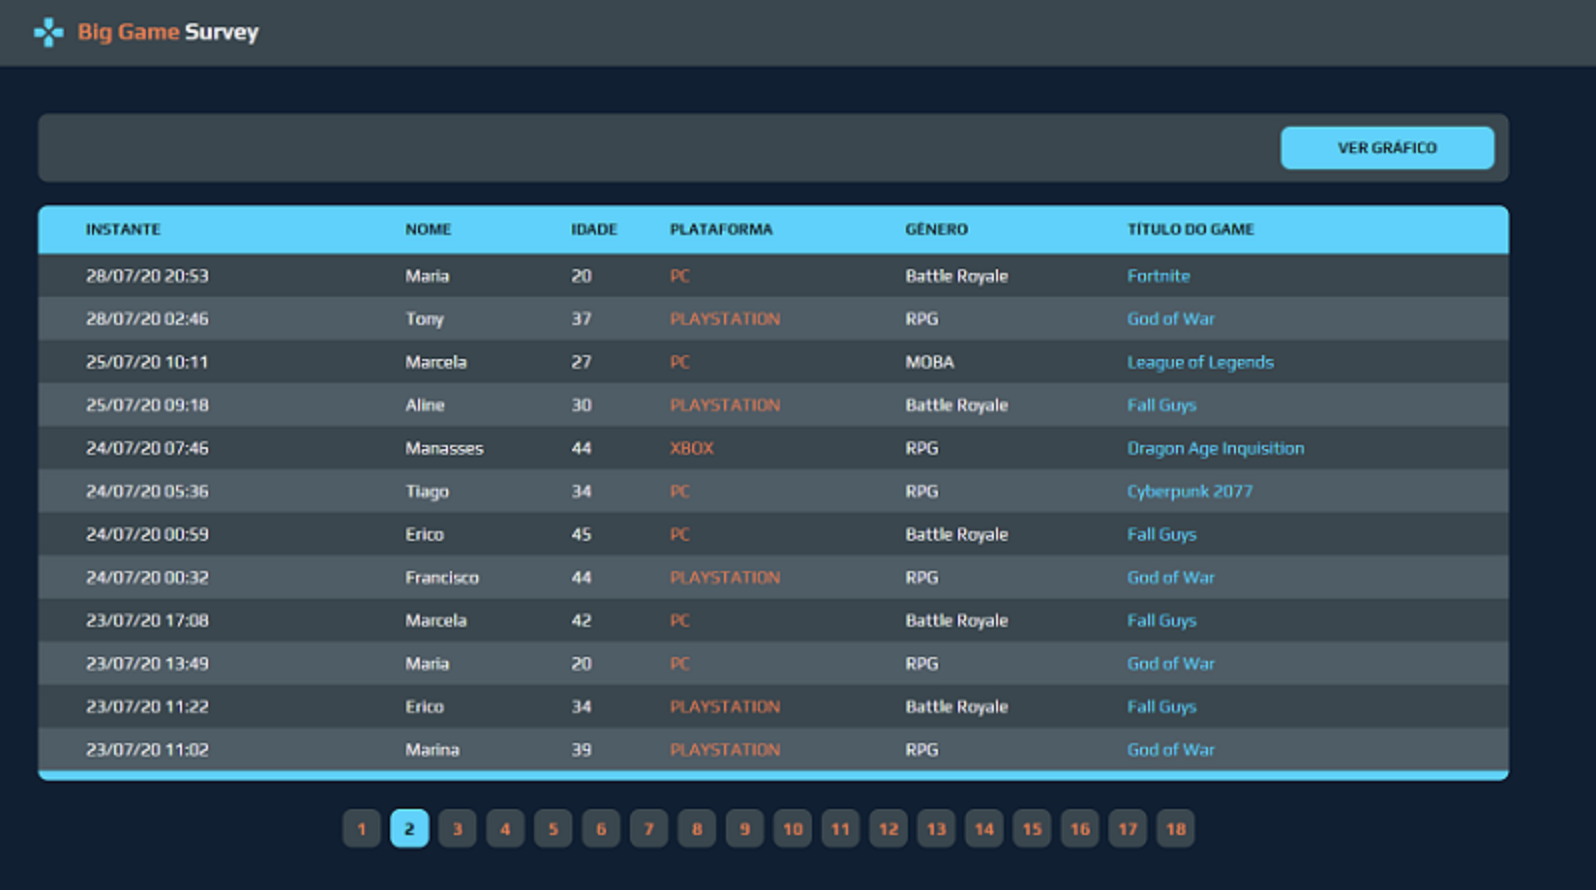 Big Game Survey
VER GRÁFICO
INSTANTE NOME IDADE PLATAFORMA GÊNERO TÍTULO DO GAME
28/07/20 20:53 Maria 20 PC Battle Royale Fortnite
28/07/20 02:46 Tony 37 PLAYSTATION RPG God of War
25/07/20 10:11 Marcela 27 PC MOBA League of Legends
25/07/20 09:18 Aline 30 PLAYSTATION Battle Royale Fall Guys
24/07/20 07:46 Manasses 44 XBOX RPG Dragon Age Inquisition
24/07/20 05:36 Tiago 34 PC RPG Cyberpunk 2077
24/07/20 00:59 Erico 45 PC Battle Royale Fall Guys
24/07/20 00:32 Francisco 44 PLAYSTATION RPG God of War
23/07/20 17:08 Marcela 42 PC Battle Royale Fall Guys
23/07/20 13:49 Maria 20 PC RPG God of War
23/07/20 11:22 Erico 34 PLAYSTATION Battle Royale Fall Guys
23/07/20 11:02 Marina 39 PLAYSTATION RPG God of War
1 2 3 4 5 6 7 8 9 10 11 12 13 14 15 16 17 18